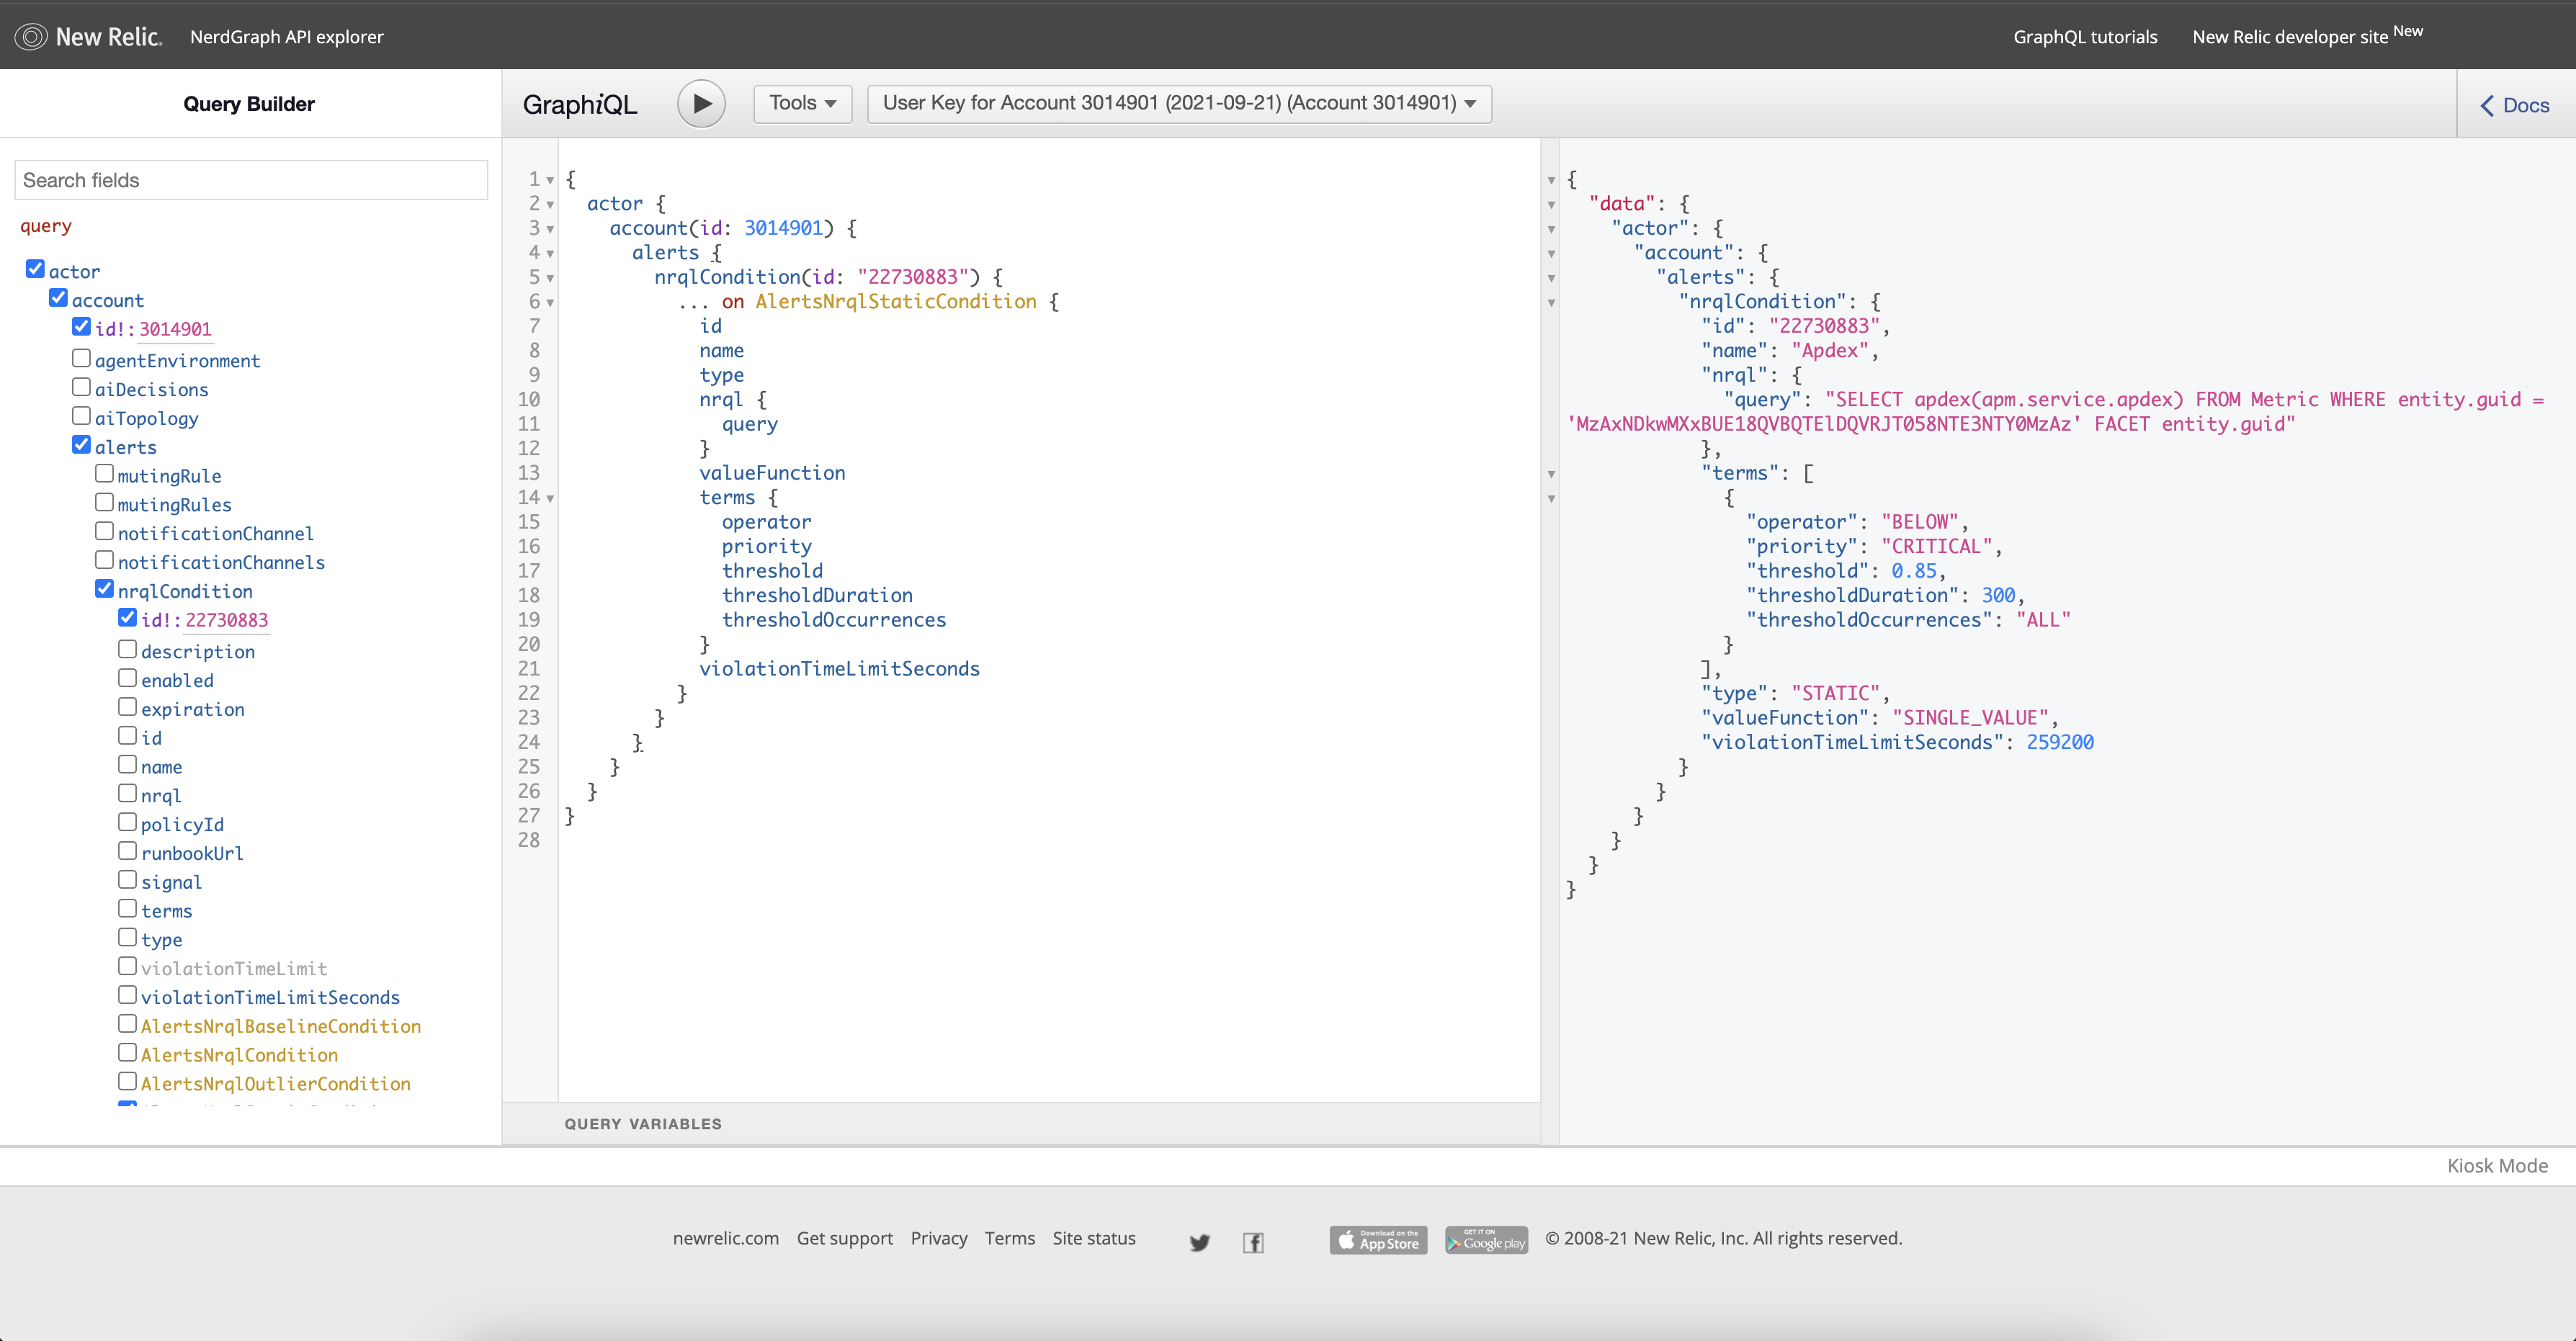 New Relic. NerdGraph API explorer GraphQL tutorials New Relic developer site New
Query Builder
Search fields
query
actor
account
id!: 3014901
agentEnvironment
aiDecisions
aiTopology
alerts
mutingRule
mutingRules
notificationChannel
notificationChannels
nrqlCondition
id!: 22730883
description
enabled
expiration
id
name
nrql
policyId
runbookUrl
signal
terms
type
violationTimeLimit
violationTimeLimitSeconds
AlertsNrqlBaselineCondition
AlertsNrqlCondition
AlertsNrqlOutlierCondition
GraphiQL Tools User Key for Account 3014901 (2021-09-21) (Account 3014901) Docs
1 {
2 actor {
3 account(id: 3014901) {
4 alerts {
5 nrqlCondition(id: "22730883") {
6 ... on AlertsNrqlStaticCondition {
7 id
8 name
9 type
10 nrql {
11 query
12 }
13 valueFunction
14 terms {
15 operator
16 priority
17 threshold
18 thresholdDuration
19 thresholdOccurrences
20 }
21 violationTimeLimitSeconds
22 }
23 }
24 }
25 }
26 }
27 }
28
QUERY VARIABLES
{
"data": {
"actor": {
"account": {
"alerts": {
"nrqlCondition": {
"id": "22730883",
"name": "Apdex",
"nrql": {
"query": "SELECT apdex(apm.service.apdex) FROM Metric WHERE entity.guid =
'MzAxNDkwMXxBUE18QVBQTElDQVRJT058NTE3NTY0MzAz' FACET entity.guid"
},
"terms": [
{
"operator": "BELOW",
"priority": "CRITICAL",
"threshold": 0.85,
"thresholdDuration": 300,
"thresholdOccurrences": "ALL"
}
],
"type": "STATIC",
"valueFunction": "SINGLE_VALUE",
"violationTimeLimitSeconds": 259200
}
}
}
}
}
}
Kiosk Mode
newrelic.com Get support Privacy Terms Site status Download on the App Store GET IT ON Google play © 2008-21 New Relic, Inc. All rights reserved.